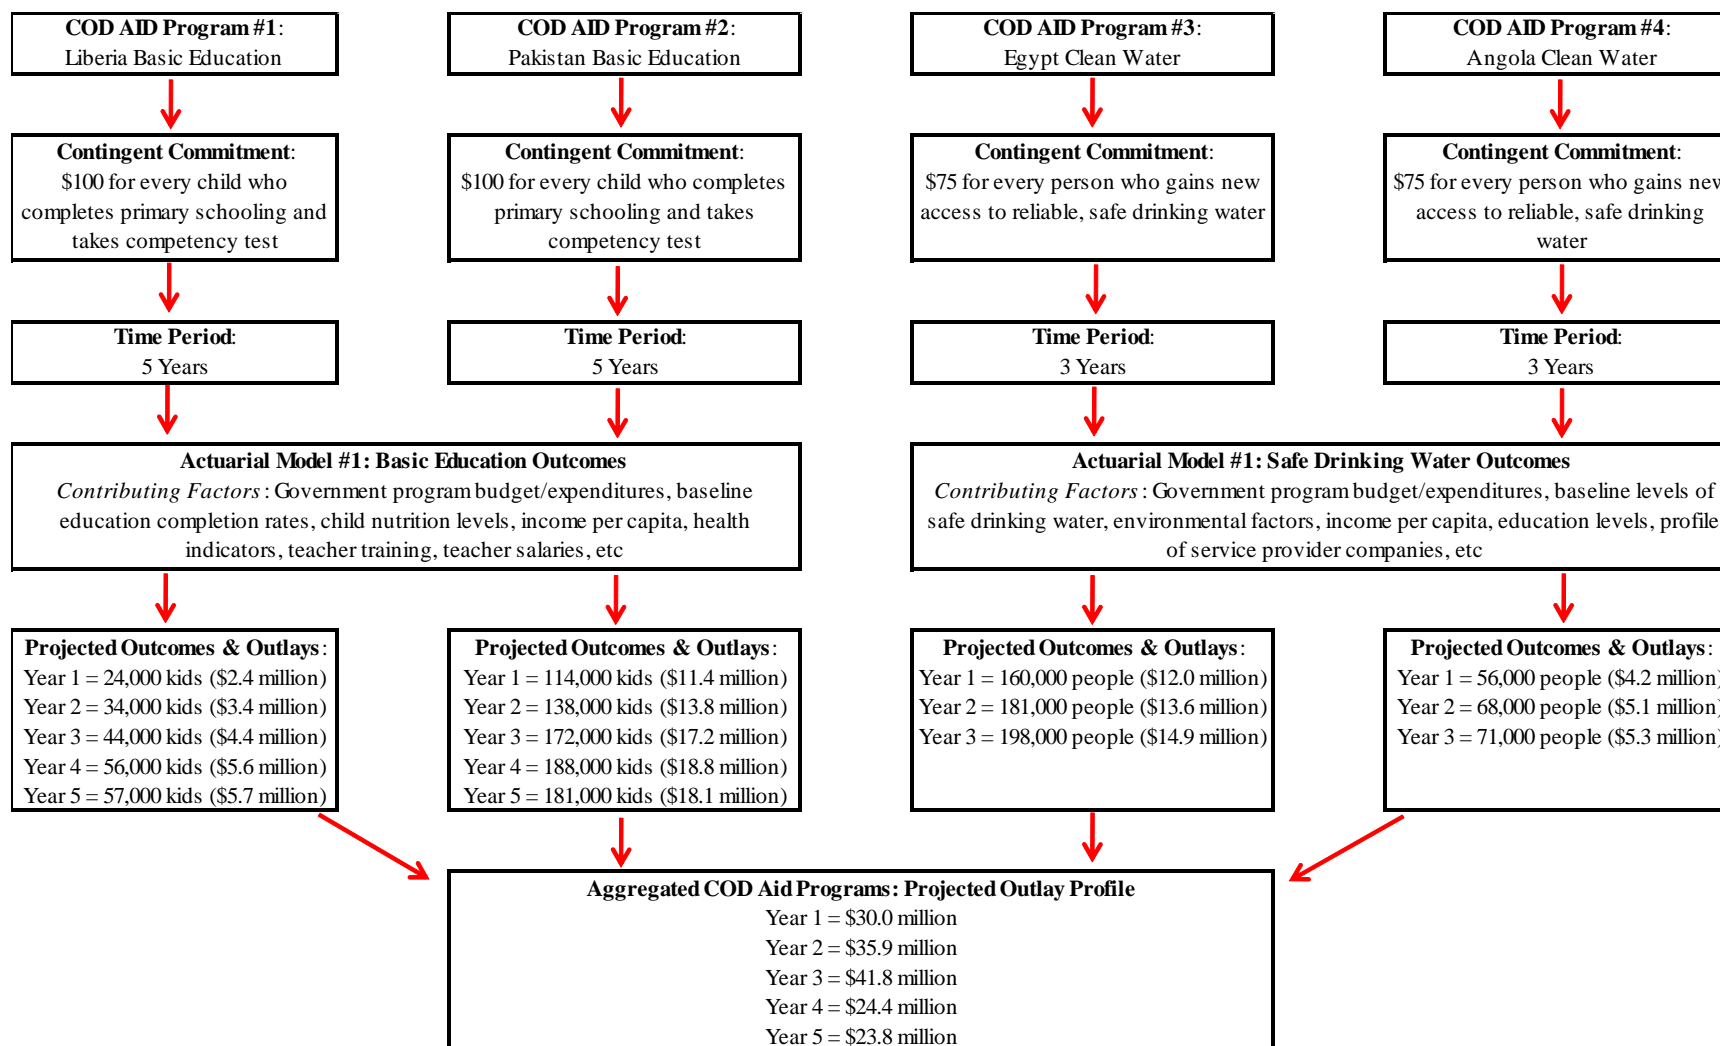 COD AID Program #1:
Liberia Basic Education
COD AID Program #2:
Pakistan Basic Education
COD AID Program #3:
Egypt Clean Water
COD AID Program #4:
Angola Clean Water
Contingent Commitment:
$100 for every child who
completes primary schooling and
takes competency test
Contingent Commitment:
$100 for every child who completes
primary schooling and takes
competency test
Contingent Commitment:
$75 for every person who gains new
access to reliable, safe drinking water
Contingent Commitment:
$75 for every person who gains new
access to reliable, safe drinking
water
Time Period:
5 Years
Time Period:
5 Years
Time Period:
3 Years
Time Period:
3 Years
Actuarial Model #1: Basic Education Outcomes
Contributing Factors: Government program budget/expenditures, baseline
education completion rates, child nutrition levels, income per capita, health
indicators, teacher training, teacher salaries, etc
Actuarial Model #1: Safe Drinking Water Outcomes
Contributing Factors: Government program budget/expenditures, baseline levels of
safe drinking water, environmental factors, income per capita, education levels, profile
of service provider companies, etc
Projected Outcomes & Outlays:
Year 1 = 24,000 kids ($2.4 million)
Year 2 = 34,000 kids ($3.4 million)
Year 3 = 44,000 kids ($4.4 million)
Year 4 = 56,000 kids ($5.6 million)
Year 5 = 57,000 kids ($5.7 million)
Projected Outcomes & Outlays:
Year 1 = 114,000 kids ($11.4 million)
Year 2 = 138,000 kids ($13.8 million)
Year 3 = 172,000 kids ($17.2 million)
Year 4 = 188,000 kids ($18.8 million)
Year 5 = 181,000 kids ($18.1 million)
Projected Outcomes & Outlays:
Year 1 = 160,000 people ($12.0 million)
Year 2 = 181,000 people ($13.6 million)
Year 3 = 198,000 people ($14.9 million)
Projected Outcomes & Outlays:
Year 1 = 56,000 people ($4.2 million)
Year 2 = 68,000 people ($5.1 million)
Year 3 = 71,000 people ($5.3 million)
Aggregated COD Aid Programs: Projected Outlay Profile
Year 1 = $30.0 million
Year 2 = $35.9 million
Year 3 = $41.8 million
Year 4 = $24.4 million
Year 5 = $23.8 million